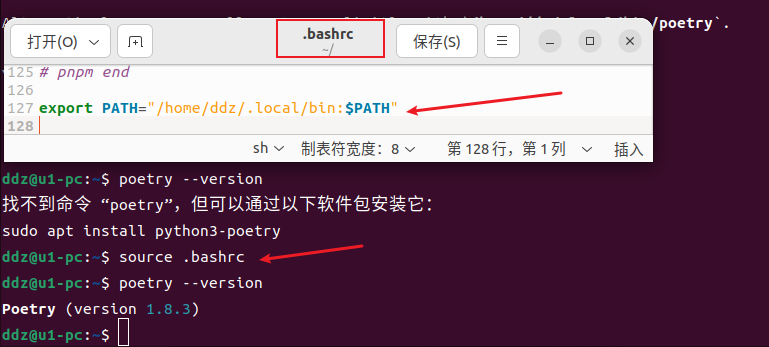 /poetry`.
打开(O)
.bashrc
~/
保存(S)
125 # pnpm end
126
127 export PATH="/home/ddz/.local/bin:$PATH"
128
sh 制表符宽度：8 第 128 行，第 1 列 插入
ddz@u1-pc:~$ poetry --version
找不到命令 “poetry”，但可以通过以下软件包安装它：
sudo apt install python3-poetry
ddz@u1-pc:~$ source .bashrc
ddz@u1-pc:~$ poetry --version
Poetry (version 1.8.3)
ddz@u1-pc:~$